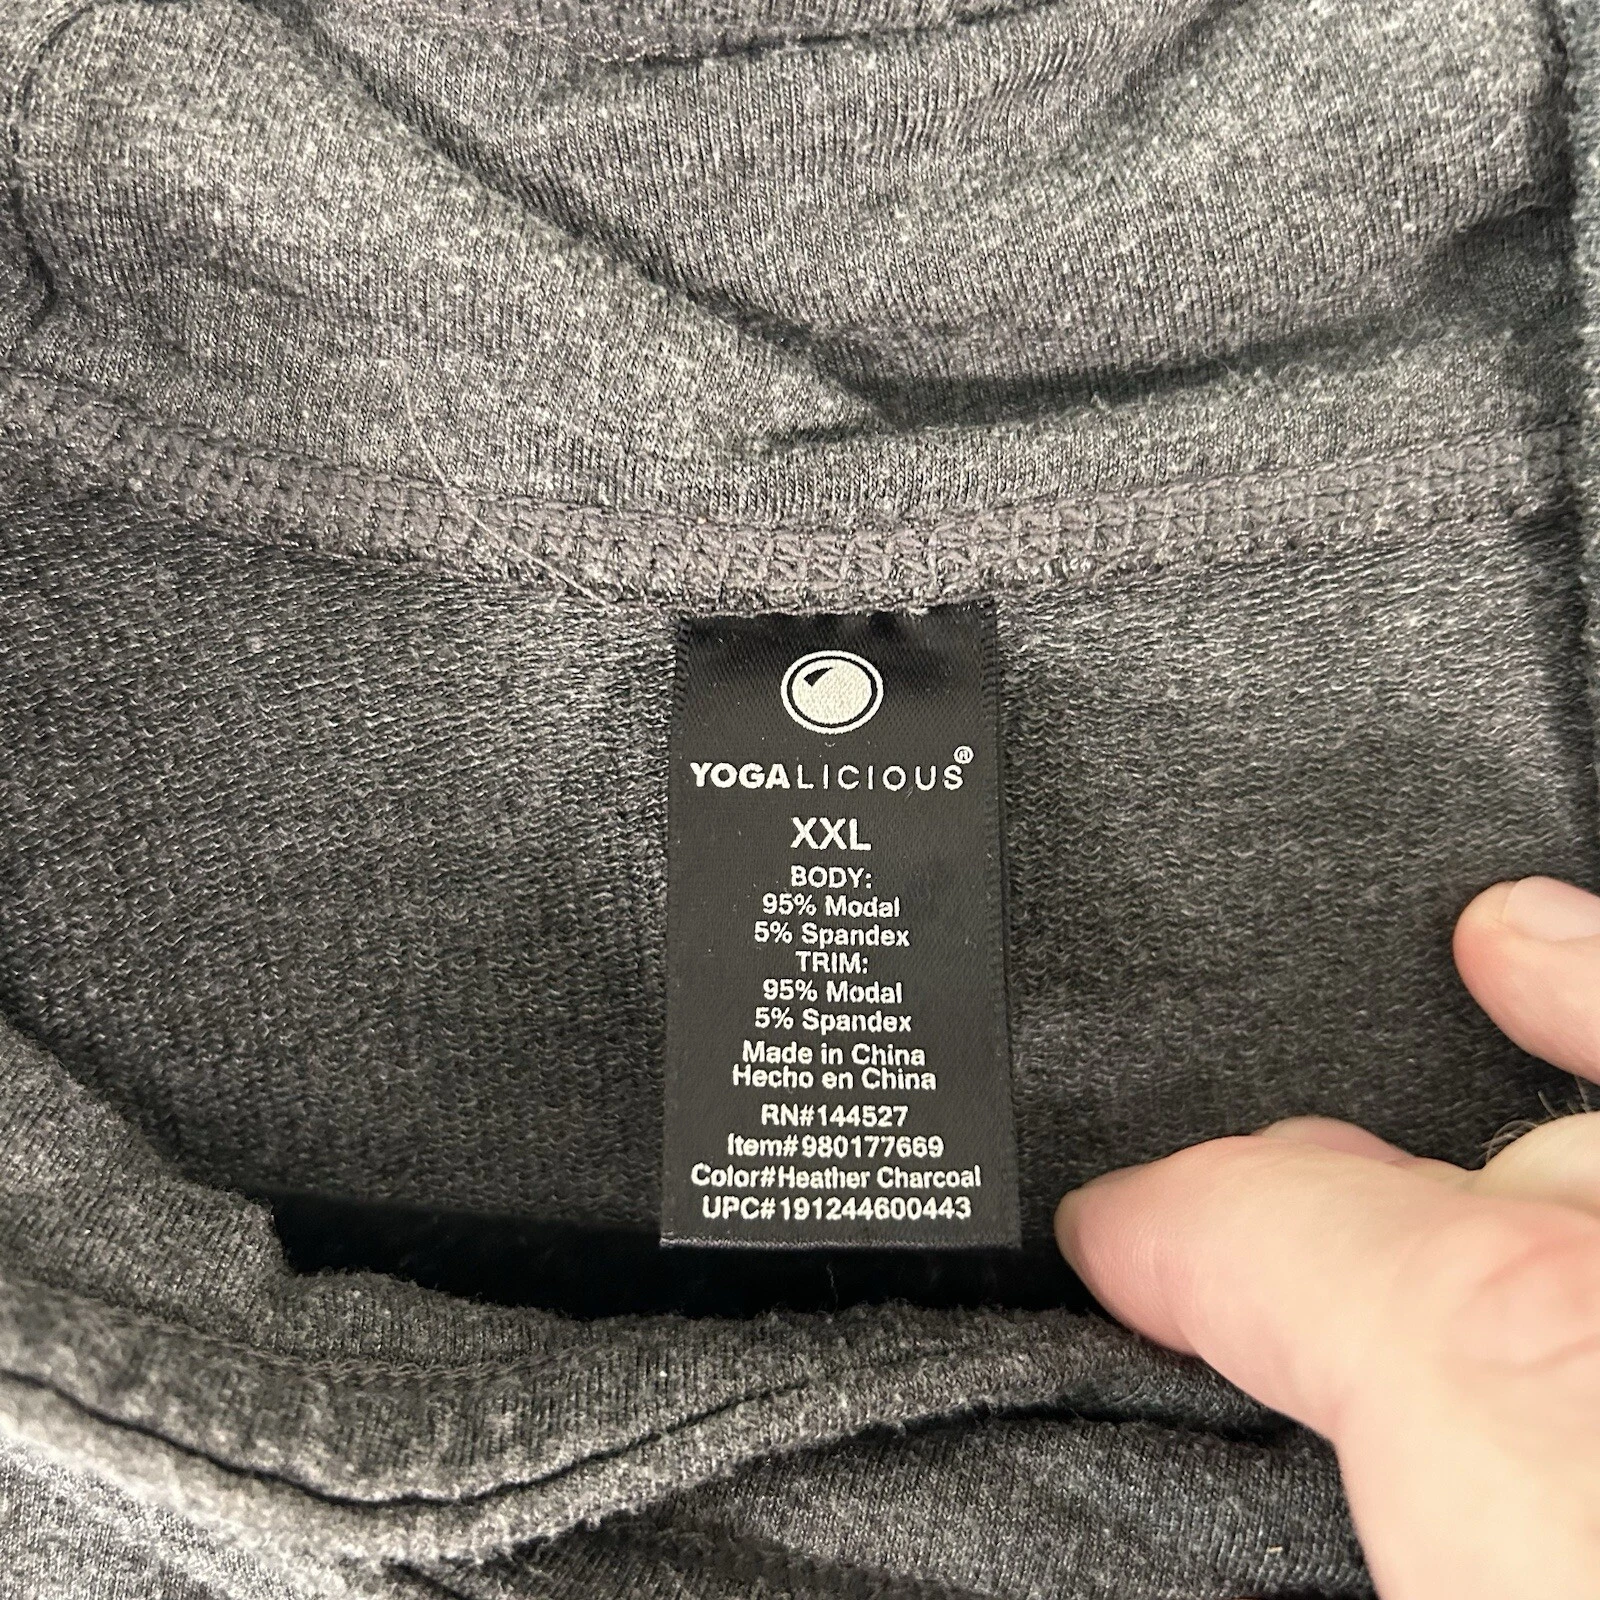 YOGALICIOUS®
XXL
BODY:
95% Modal
5% Spandex
TRIM:
95% Modal
5% Spandex
Made in China
Hecho en China
RN#144527
Item#980177669
Color#Heather Charcoal
UPC#191244600443